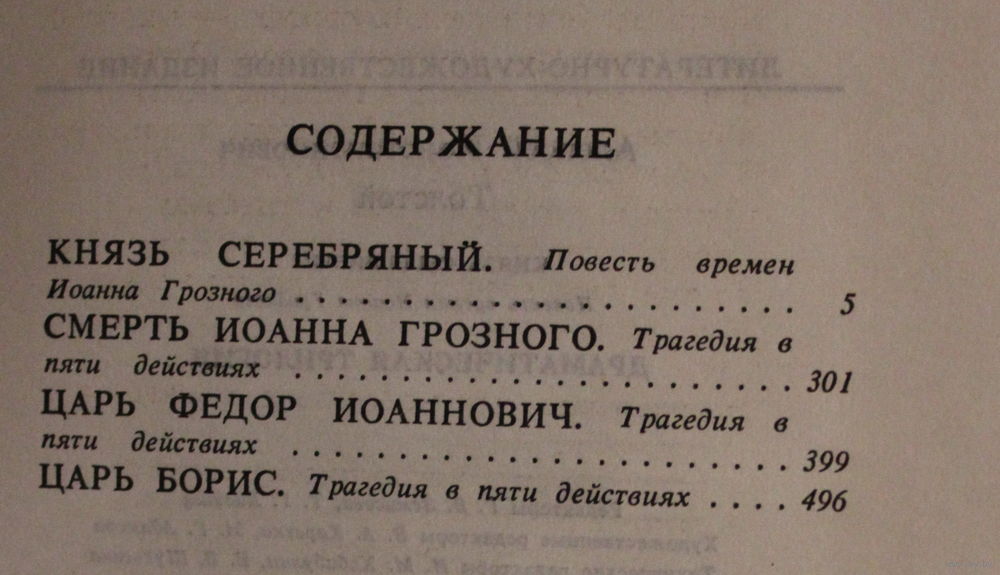 СОДЕРЖАНИЕ
КНЯЗЬ СЕРЕБРЯНЫЙ. Повесть времен
Иоанна Грозного . . . . . . . . . . . . . . . . . . . . . 5
СМЕРТЬ ИОАННА ГРОЗНОГО. Трагедия в
пяти действиях . . . . . . . . . . . . . . . . . . . . . . 301
ЦАРЬ ФЕДОР ИОАННОВИЧ. Трагедия в
пяти действиях . . . . . . . . . . . . . . . . . . . . . . 399
ЦАРЬ БОРИС. Трагедия в пяти действиях . . . . 496